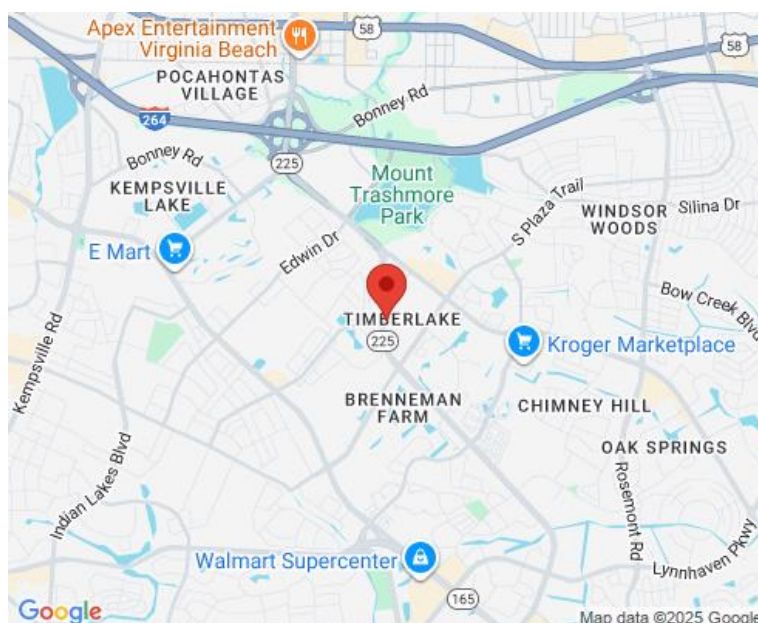 Apex Entertainment
Virginia Beach
58
58
POCAHONTAS
VILLAGE
264
Bonney Rd
225
Bonney Rd
KEMPSVILLE
LAKE
Mount
Trashmore
Park
S Plaza Trail
WINDSOR
WOODS
Silina Dr
E Mart
Edwin Dr
Bow Creek Blvd
TIMBERLAKE
225
Kroger Marketplace
Kempsville Rd
BRENNEMAN
FARM
CHIMNEY HILL
OAK SPRINGS
Indian Lakes Blvd
Rosemont Rd
Walmart Supercenter
Lynnhaven Pkwy
165
Google
Map data ©2025 Google